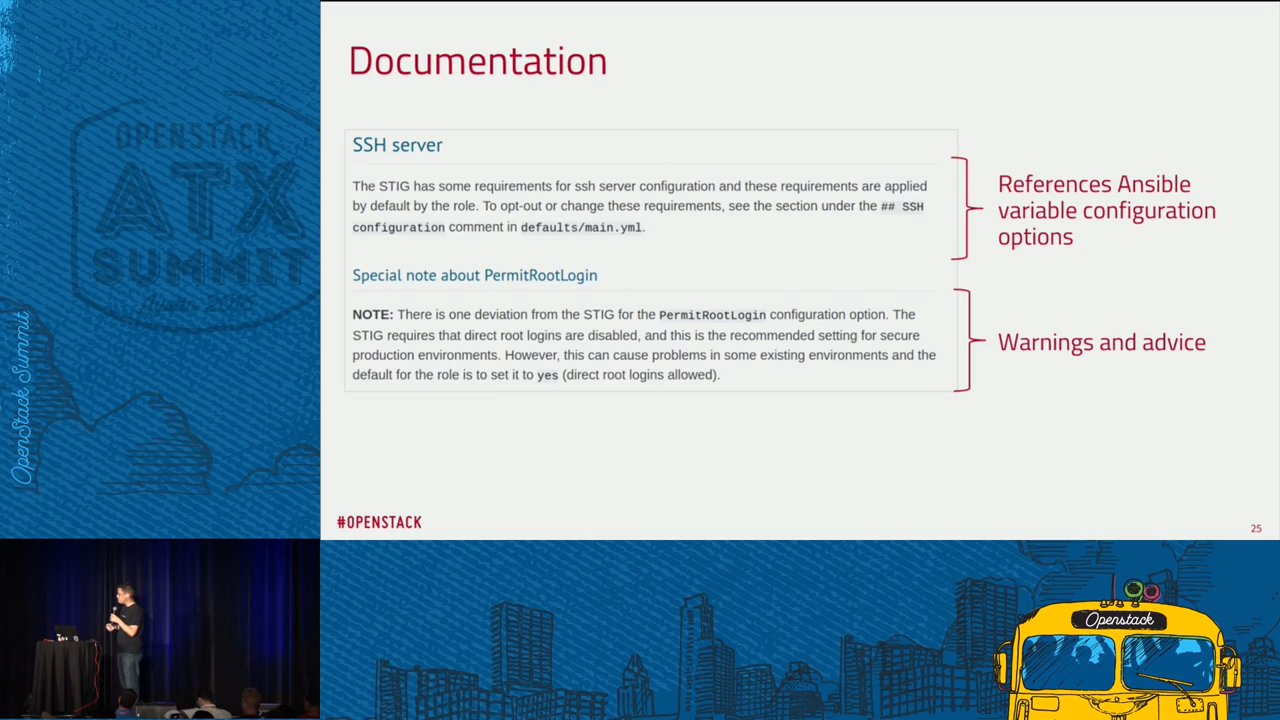 OPENSTACK
ATX
SUMMIT
Austin 2016
OpenStack Summit
Documentation
SSH server
The STIG has some requirements for ssh server configuration and these requirements are applied
by default by the role. To opt-out or change these requirements, see the section under the ## SSH
configuration comment in defaults/main.yml.
Special note about PermitRootLogin
NOTE: There is one deviation from the STIG for the PermitRootLogin configuration option. The
STIG requires that direct root logins are disabled, and this is the recommended setting for secure
production environments. However, this can cause problems in some existing environments and the
default for the role is to set it to yes (direct root logins allowed).
References Ansible
variable configuration
options
Warnings and advice
#OPENSTACK
25
Openstack